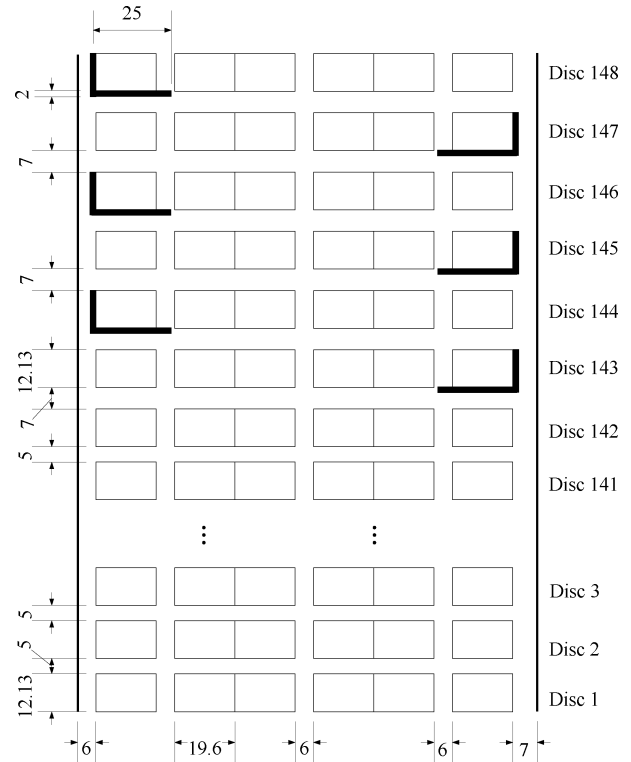 25
Disc 148
2
Disc 147
7
Disc 146
Disc 145
7
Disc 144
12.13
Disc 143
7
Disc 142
5
Disc 141
Disc 3
5
Disc 2
5
12.13
Disc 1
6
19.6
6
6
7